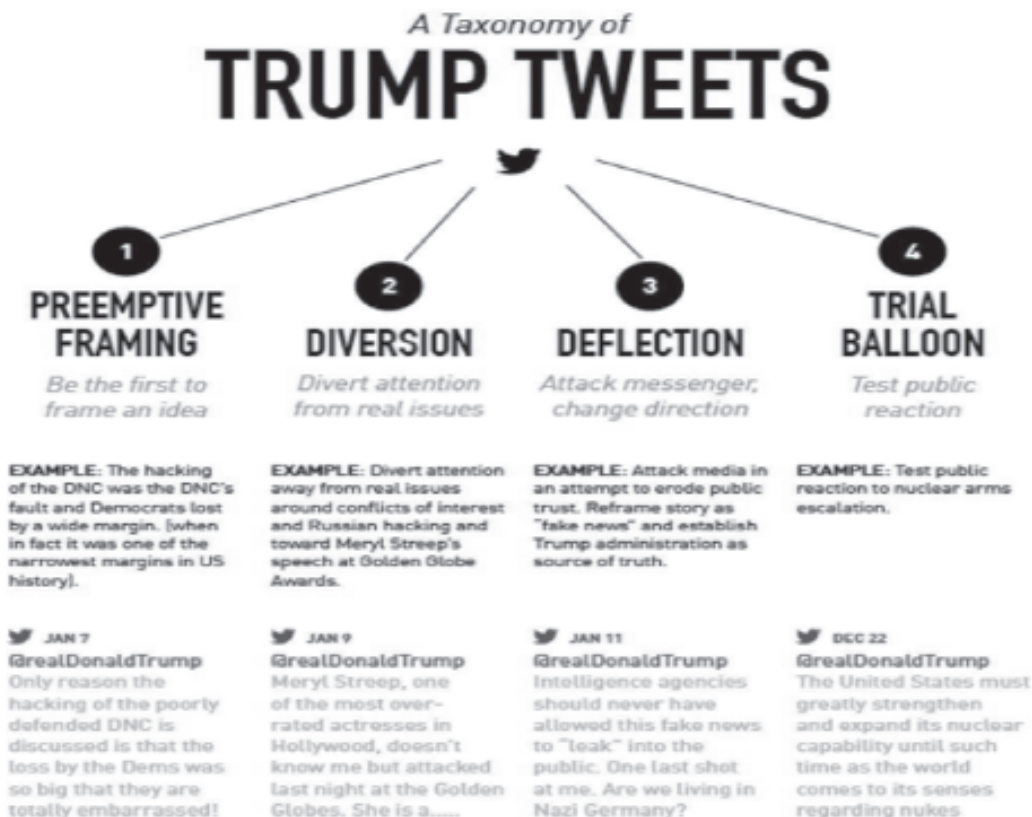 A Taxonomy of
TRUMP TWEETS
1
PREEMPTIVE
FRAMING
Be the first to
frame an idea
EXAMPLE: The hacking
of the DNC was the DNC's
fault and Democrats lost
by a wide margin. (when
in fact it was one of the
narrowest margins in US
history).
JAN 7
@realDonaldTrump
Only reason the
hacking of the poorly
defended DNC is
discussed is that the
loss by the Dems was
so big that they are
totally embarrassed!
2
DIVERSION
Divert attention
from real issues
EXAMPLE: Divert attention
away from real issues
around conflicts of interest
and Russian hacking and
toward Meryl Streep's
speech at Golden Globe
Awards.
JAN 9
@realDonaldTrump
Meryl Streep, one
of the most over-
rated actresses in
Hollywood, doesn't
know me but attacked
last night at the Golden
Globes. She is a.....
3
DEFLECTION
Attack messenger,
change direction
EXAMPLE: Attack media in
an attempt to erode public
trust. Reframe story as
"fake news" and establish
Trump administration as
source of truth.
JAN 11
@realDonaldTrump
Intelligence agencies
should never have
allowed this fake news
to "leak" into the
public. One last shot
at me. Are we living in
Nazi Germany?
4
TRIAL
BALLOON
Test public
reaction
EXAMPLE: Test public
reaction to nuclear arms
escalation.
DEC 22
@realDonaldTrump
The United States must
greatly strengthen
and expand its nuclear
capability until such
time as the world
comes to its senses
regarding nukes